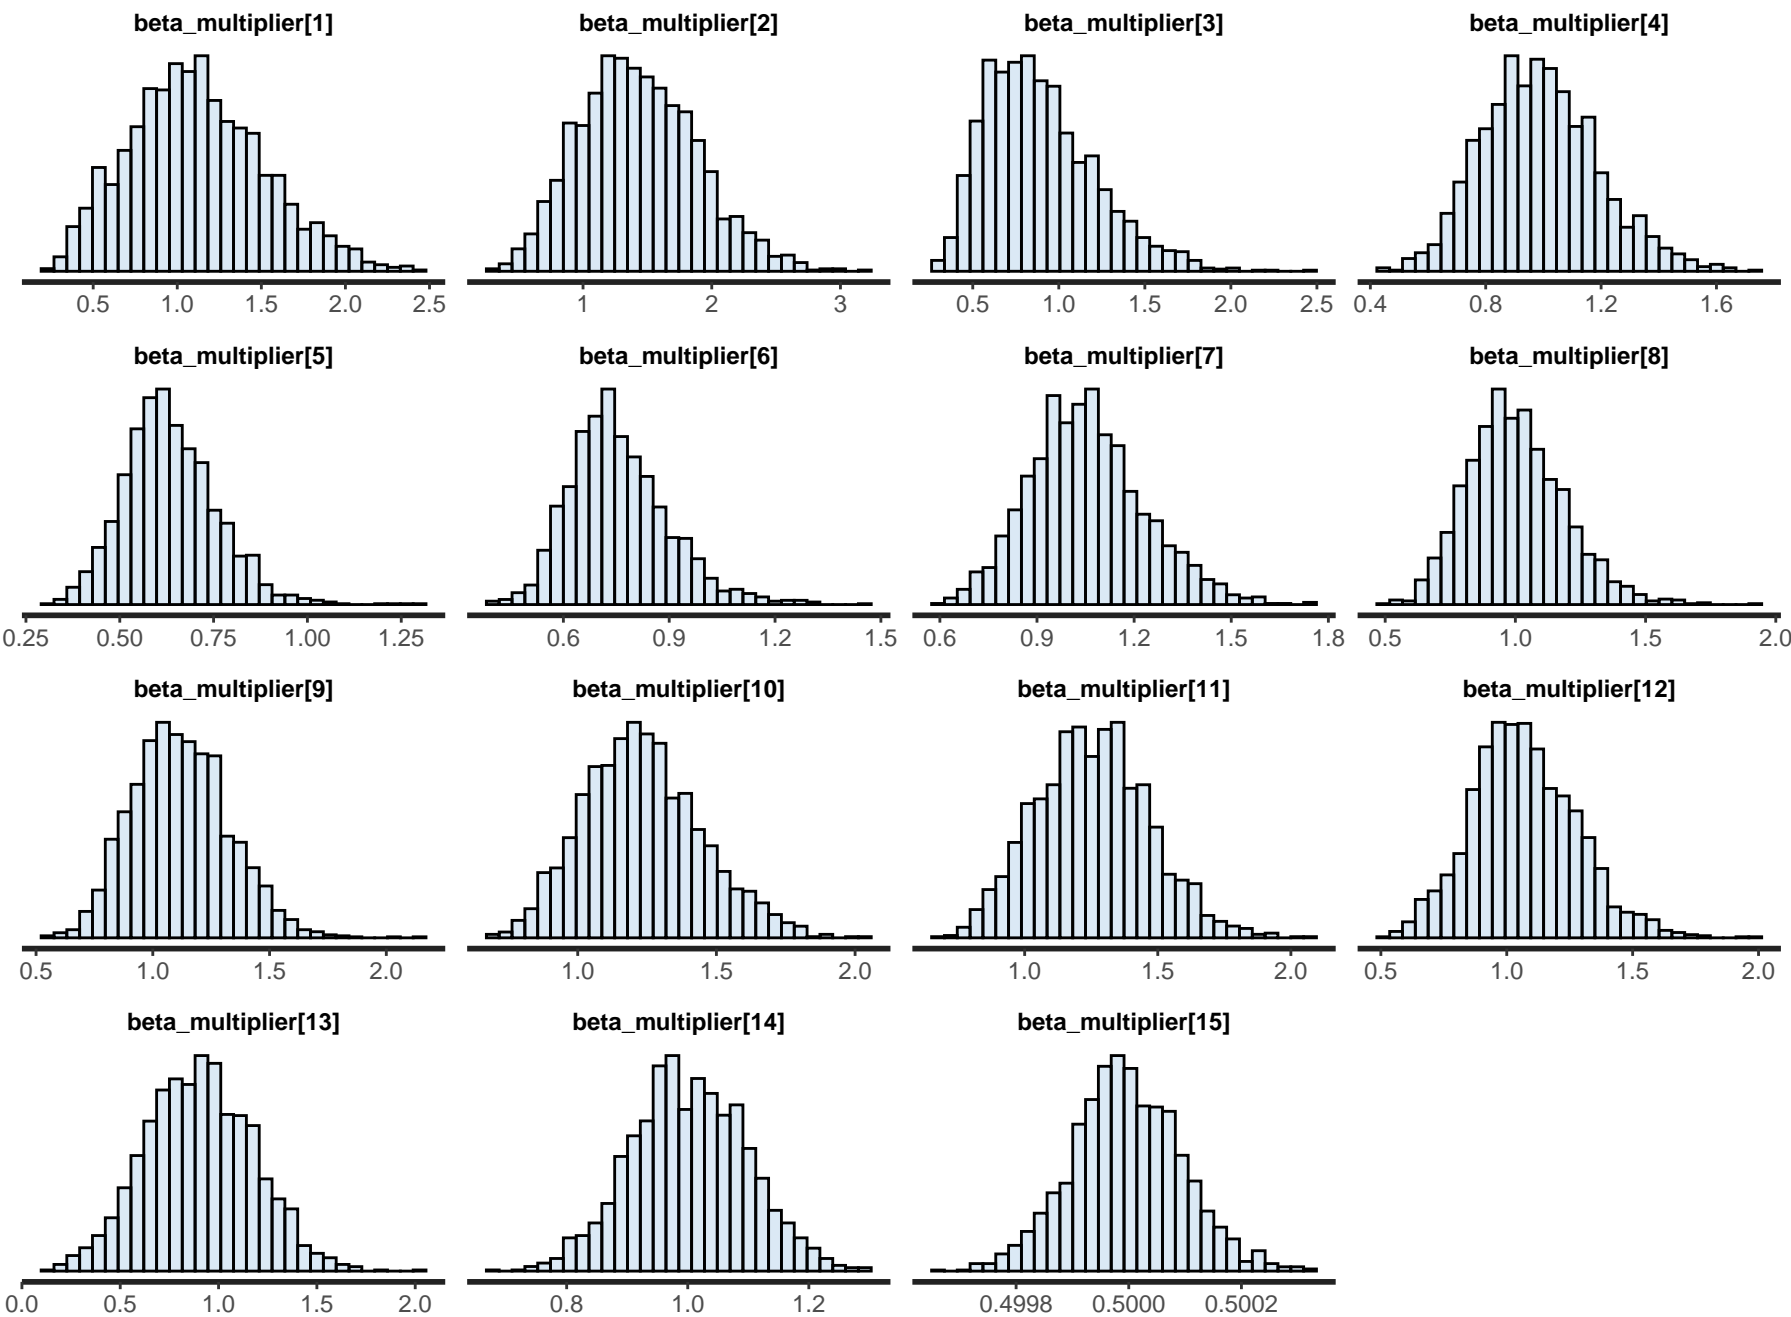 beta_multiplier[1] beta_multiplier[2] beta_multiplier[3] beta_multiplier[4]
0.5 1.0 1.5 2.0 2.5 1 2 3 0.5 1.0 1.5 2.0 2.5 0.4 0.8 1.2 1.6
beta_multiplier[5] beta_multiplier[6] beta_multiplier[7] beta_multiplier[8]
0.25 0.50 0.75 1.00 1.25 0.6 0.9 1.2 1.5 0.6 0.9 1.2 1.5 1.8 0.5 1.0 1.5 2.0
beta_multiplier[9] beta_multiplier[10] beta_multiplier[11] beta_multiplier[12]
0.5 1.0 1.5 2.0 1.0 1.5 2.0 1.0 1.5 2.0 0.5 1.0 1.5 2.0
beta_multiplier[13] beta_multiplier[14] beta_multiplier[15]
0.0 0.5 1.0 1.5 2.0 0.8 1.0 1.2 0.4998 0.5000 0.5002